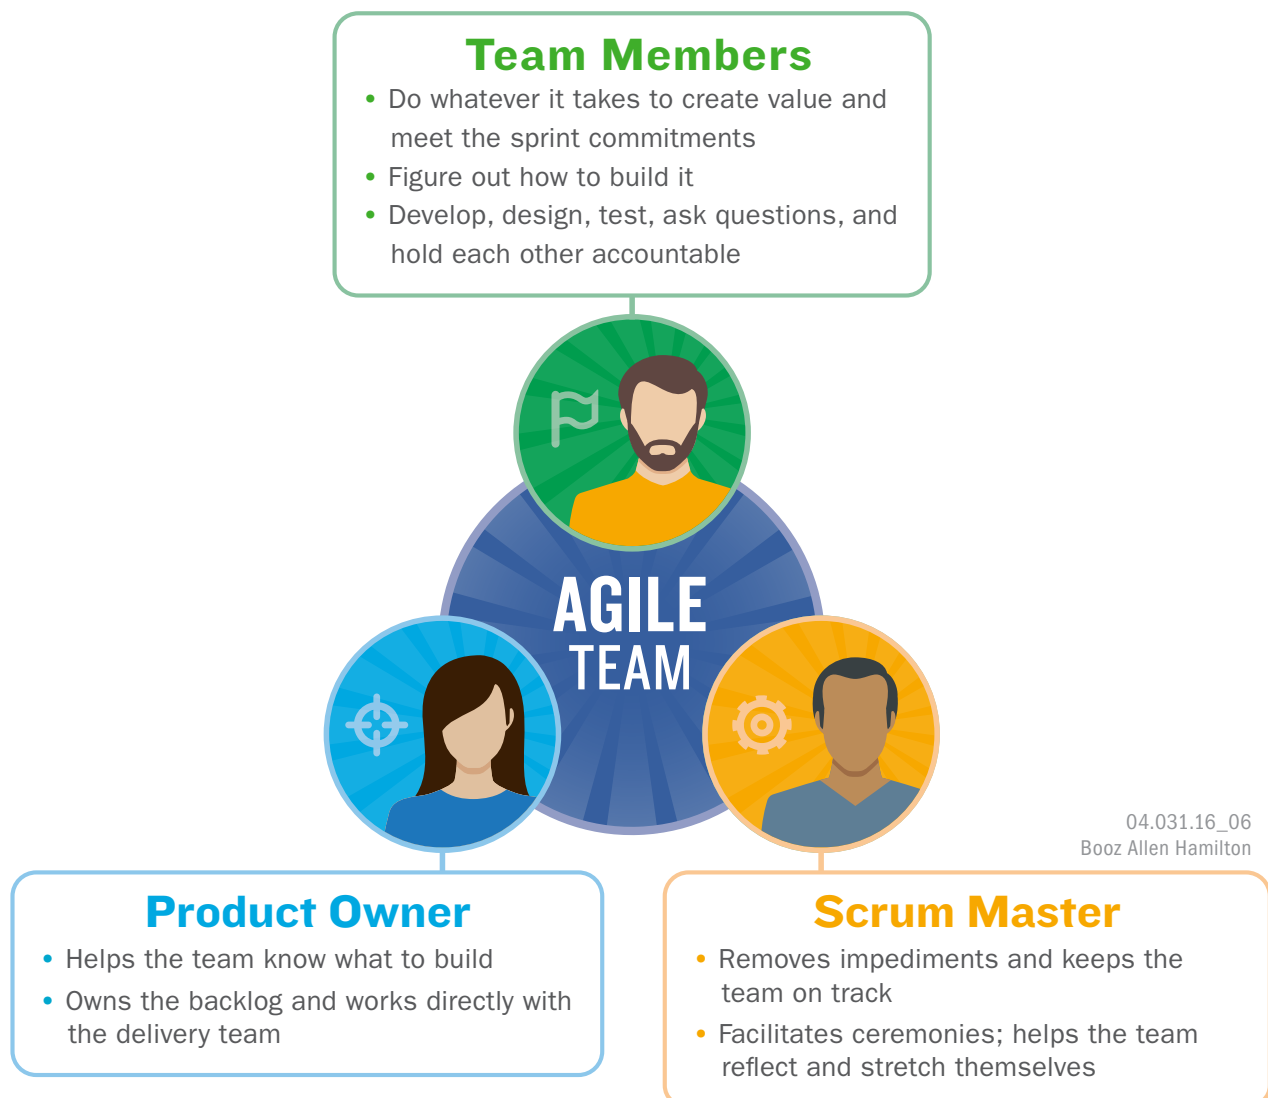 Team Members
• Do whatever it takes to create value and
meet the sprint commitments
• Figure out how to build it
• Develop, design, test, ask questions, and
hold each other accountable
AGILE
TEAM
04.031.16_06
Booz Allen Hamilton
Product Owner
• Helps the team know what to build
• Owns the backlog and works directly with
the delivery team
Scrum Master
• Removes impediments and keeps the
team on track
• Facilitates ceremonies; helps the team
reflect and stretch themselves